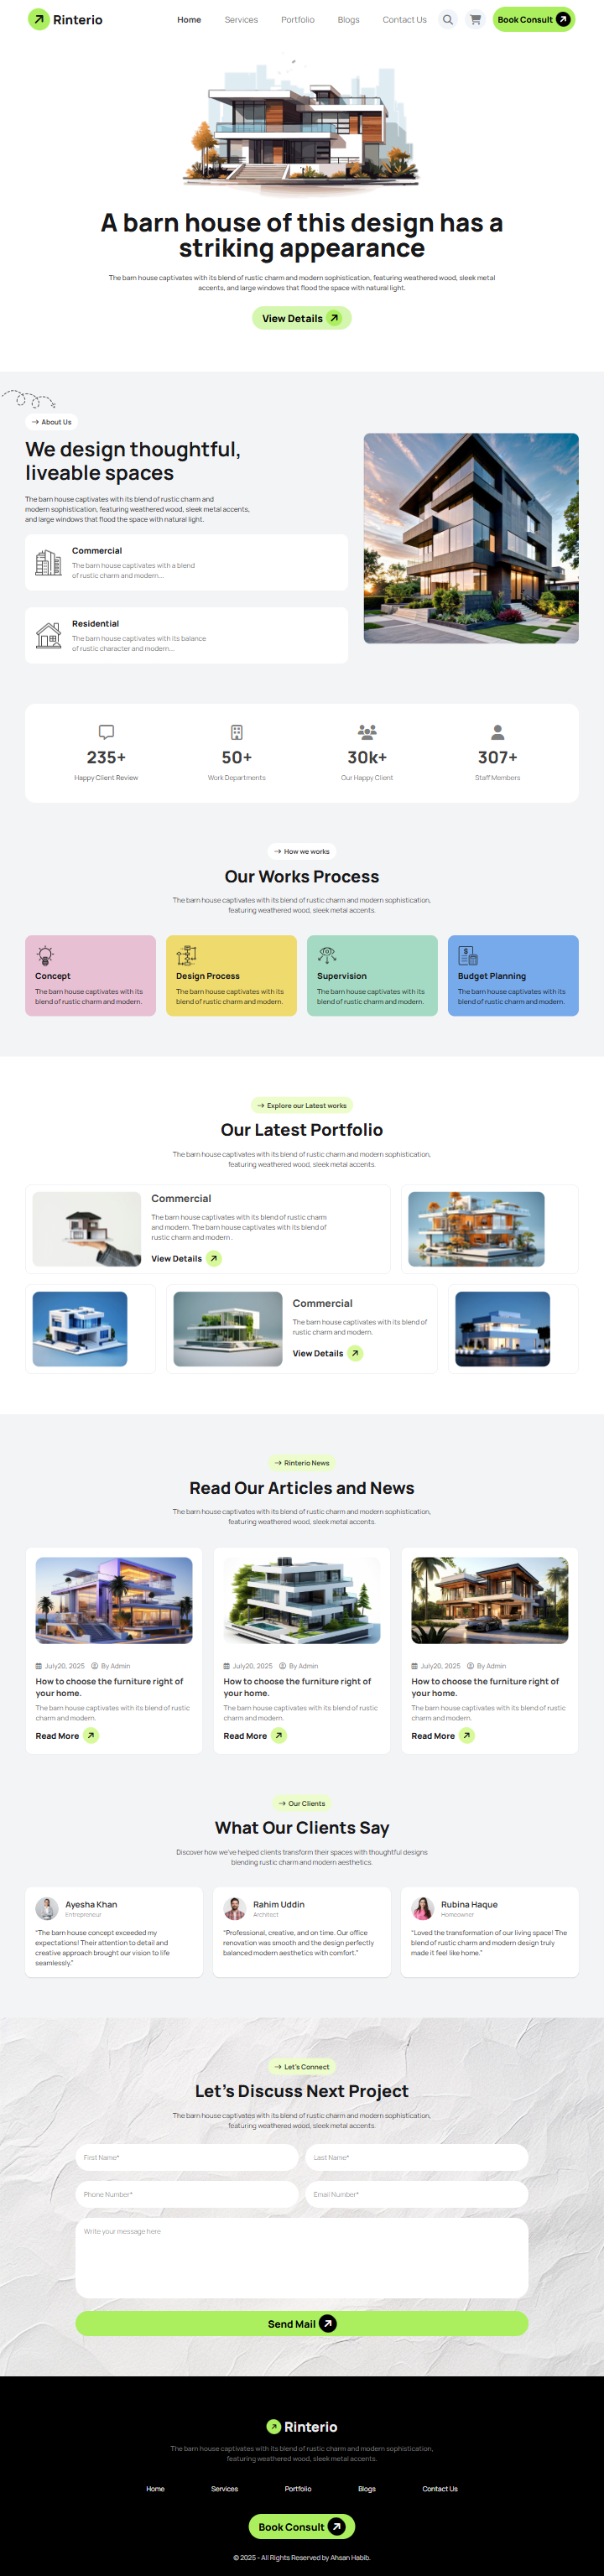 Rinterio
Home
Services
Portfolio
Blogs
Contact Us
Book Consult
A barn house of this design has a
striking appearance
The barn house captivates with its blend of rustic charm and modern sophistication, featuring weathered wood, sleek metal
accents, and large windows that flood the space with natural light.
View Details
About Us
We design thoughtful,
liveable spaces
The barn house captivates with its blend of rustic charm and
modern sophistication, featuring weathered wood, sleek metal accents,
and large windows that flood the space with natural light.
Commercial
The barn house captivates with a blend
of rustic charm and modern...
Residential
The barn house captivates with its balance
of rustic character and modern...
235+
Happy Client Review
50+
Work Departments
30k+
Our Happy Client
307+
Staff Members
How we works
Our Works Process
The barn house captivates with its blend of rustic charm and modern sophistication,
featuring weathered wood, sleek metal accents.
Concept
The barn house captivates with its
blend of rustic charm and modern.
Design Process
The barn house captivates with its
blend of rustic charm and modern.
Supervision
The barn house captivates with its
blend of rustic charm and modern.
Budget Planning
The barn house captivates with its
blend of rustic charm and modern.
Explore our Latest works
Our Latest Portfolio
The barn house captivates with its blend of rustic charm and modern sophistication,
featuring weathered wood, sleek metal accents.
Commercial
The barn house captivates with its blend of rustic charm
and modern. The barn house captivates with its blend of
rustic charm and modern .
View Details
Commercial
The barn house captivates with its blend of
rustic charm and modern.
View Details
Rinterio News
Read Our Articles and News
The barn house captivates with its blend of rustic charm and modern sophistication,
featuring weathered wood, sleek metal accents.
July20, 2025
By Admin
How to choose the furniture right of
your home.
The barn house captivates with its blend of rustic
charm and modern.
Read More
July20, 2025
By Admin
How to choose the furniture right of
your home.
The barn house captivates with its blend of rustic
charm and modern.
Read More
July20, 2025
By Admin
How to choose the furniture right of
your home.
The barn house captivates with its blend of rustic
charm and modern.
Read More
Our Clients
What Our Clients Say
Discover how we've helped clients transform their spaces with thoughtful designs
blending rustic charm and modern aesthetics.
Ayesha Khan
Entrepreneur
"The barn house concept exceeded my
expectations! Their attention to detail and
creative approach brought our vision to life
seamlessly."
Rahim Uddin
Architect
"Professional, creative, and on time. Our office
renovation was smooth and the design perfectly
balanced modern aesthetics with comfort."
Rubina Haque
Homeowner
"Loved the transformation of our living space! The
blend of rustic charm and modern design truly
made it feel like home."
Let's Connect
Let's Discuss Next Project
The barn house captivates with its blend of rustic charm and modern sophistication,
featuring weathered wood, sleek metal accents.
First Name*
Last Name*
Phone Number*
Email Number*
Write your message here
Send Mail
Rinterio
The barn house captivates with its blend of rustic charm and modern sophistication,
featuring weathered wood, sleek metal accents.
Home
Services
Portfolio
Blogs
Contact Us
Book Consult
© 2025 - All Rights Reserved by Ahsan Habib.